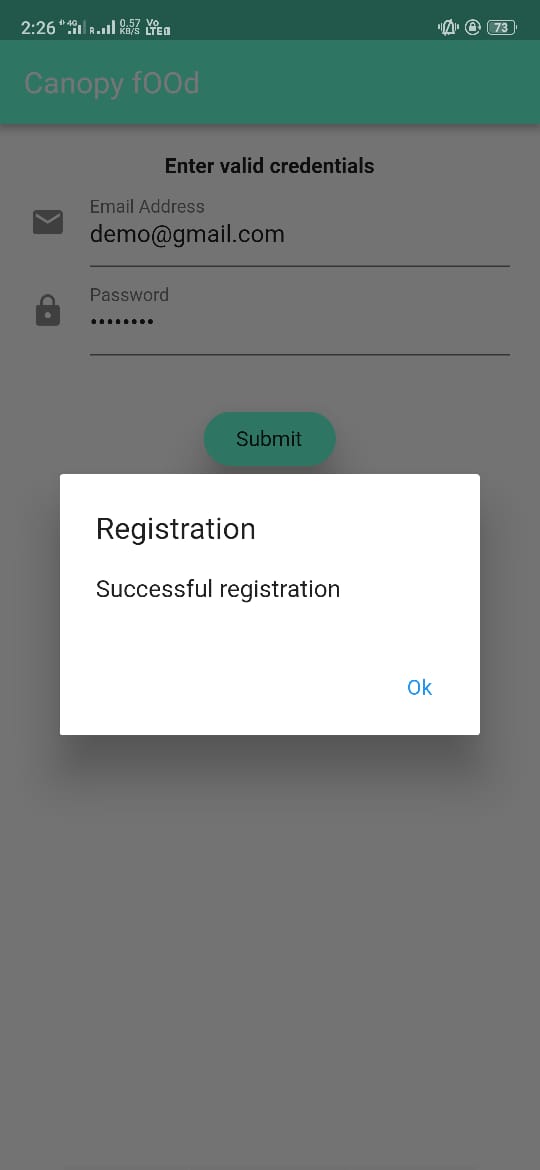 2:26 4G R 0.57 KB/S Vo LTE 73
Canopy fOOd
Enter valid credentials
Email Address
demo@gmail.com
Password
••••••••
Submit
Registration
Successful registration
Ok